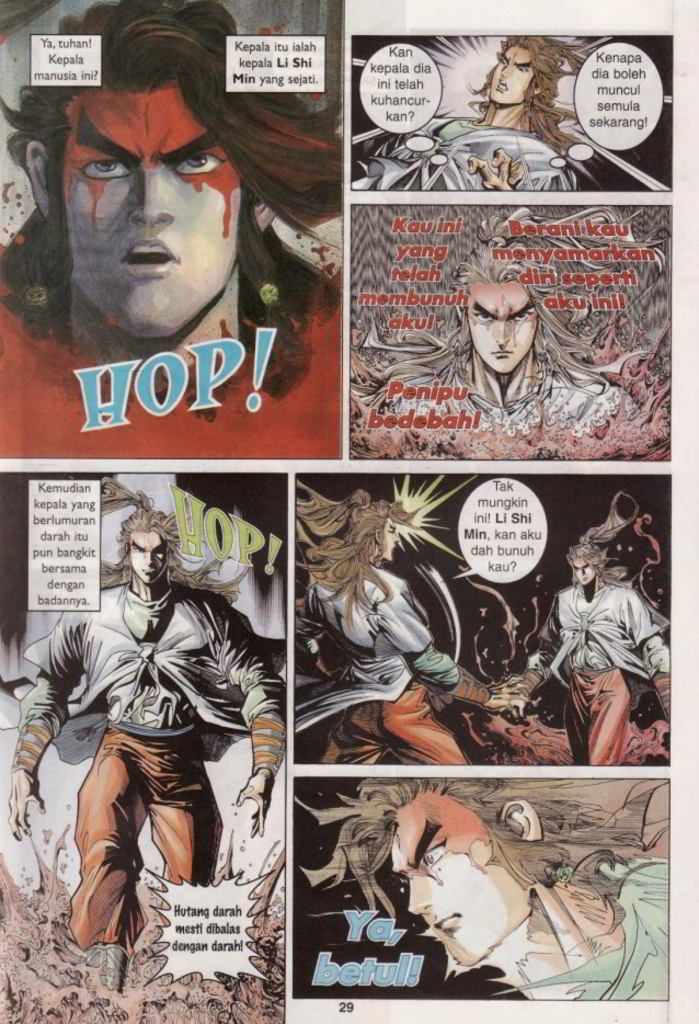 Ya, tuhan!
Kepala
manusia ini?
Kepala itu ialah
kepala Li Shi
Min yang sejati.
HOP!
Kan
kepala dia
ini telah
kuhancur-
kan?
Kenapa
dia boleh
muncul
semula
sekarang!
Kau ini
yang
telah
membunuh
aku!
Berani kau
menyamarkan
diri seperti
aku ini!
Penipu
bedebah!
Kemudian
kepala yang
berlumuran
darah itu
pun bangkit
bersama
dengan
badannya.
HOP!
Hutang darah
mesti dibalas
dengan darah!
Tak
mungkin
ini! Li Shi
Min, kan aku
dah bunuh
kau?
Ya,
betul!
29